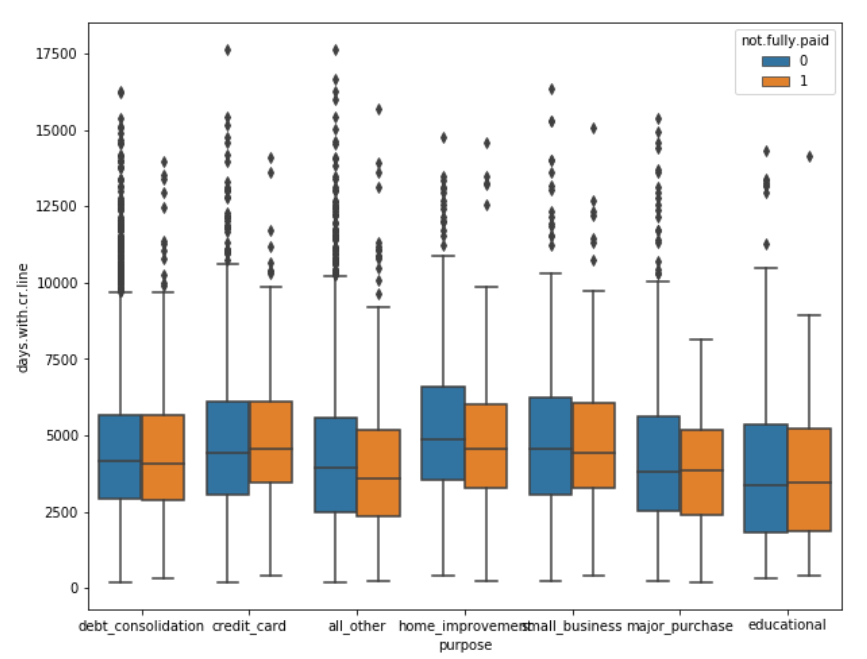 17500
15000
12500
10000
7500
5000
2500
0
days.with.cr.line
not.fully.paid
0
1
debt_consolidation credit_card all_other home_improvement small_business major_purchase educational
purpose